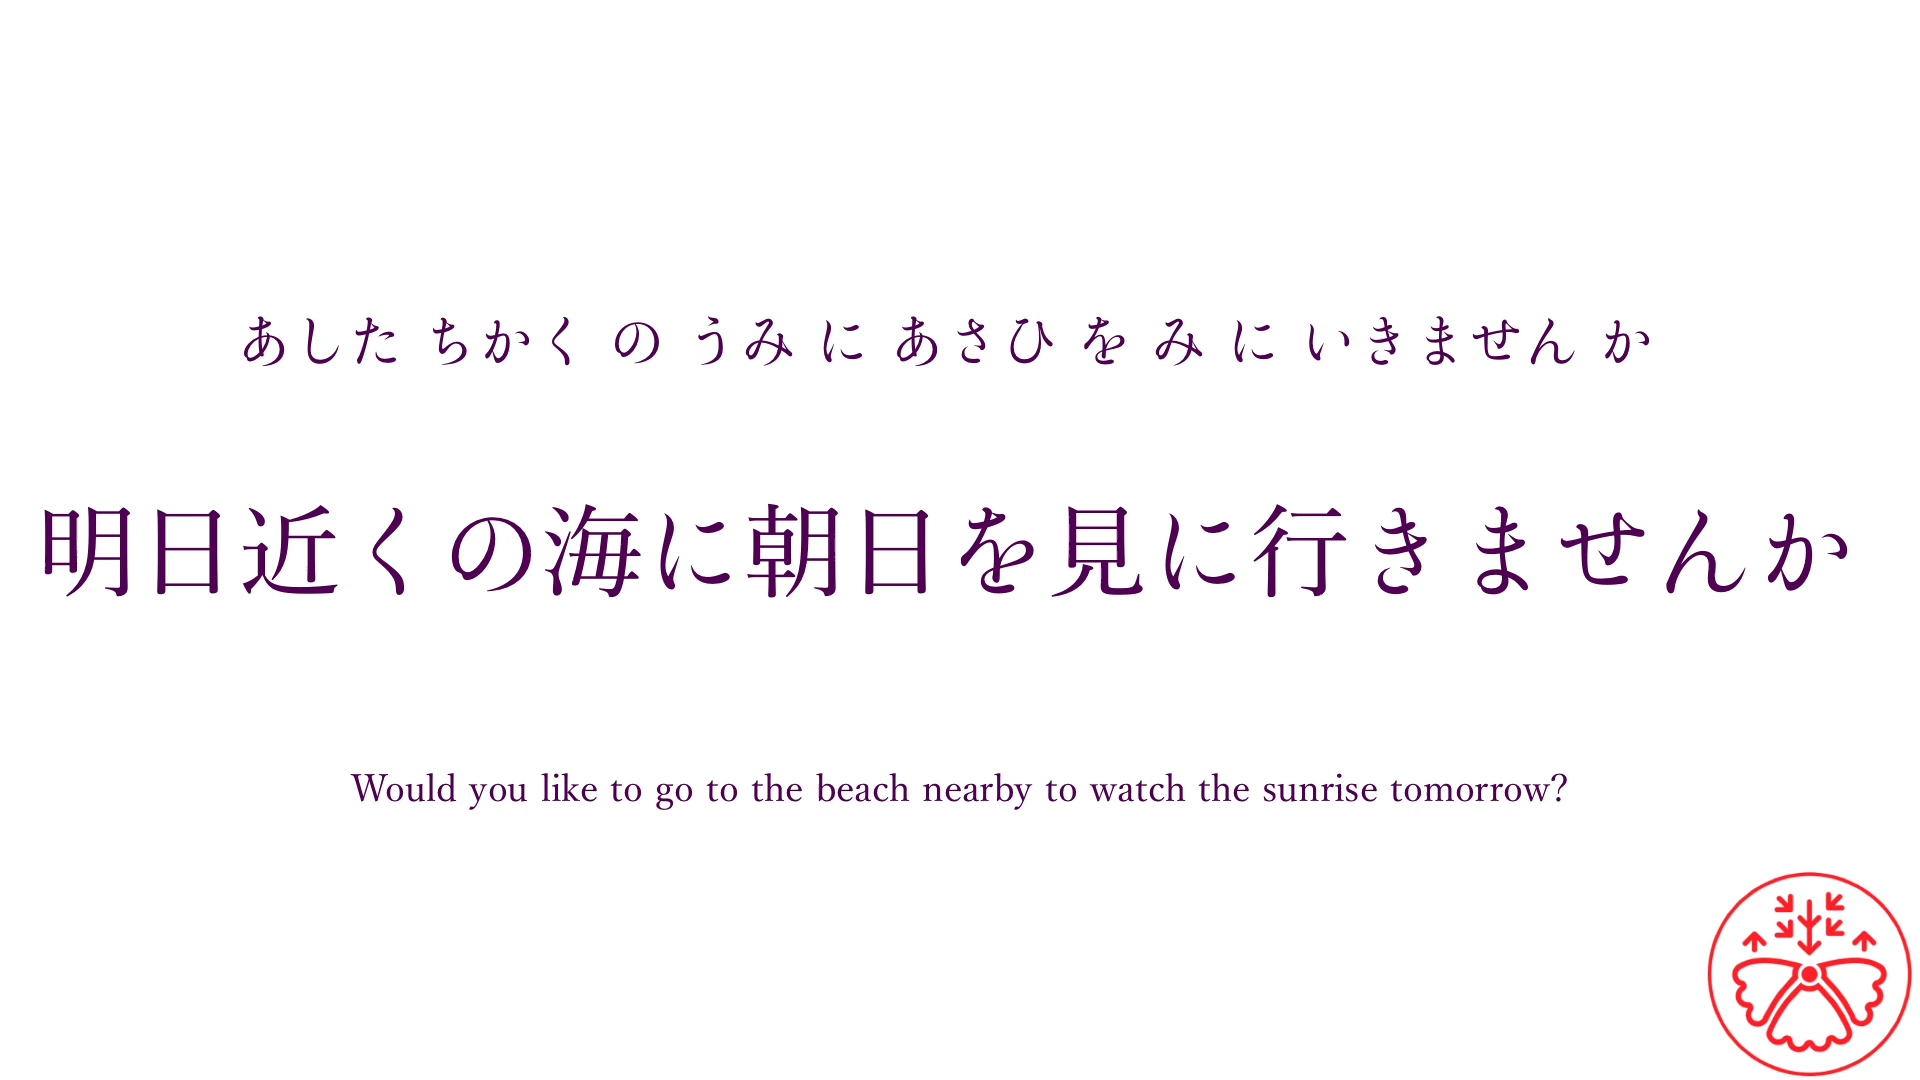 あした ちかく の うみ に あさひ を み に いきません か
明日近くの海に朝日を見に行きませんか
Would you like to go to the beach nearby to watch the sunrise tomorrow?